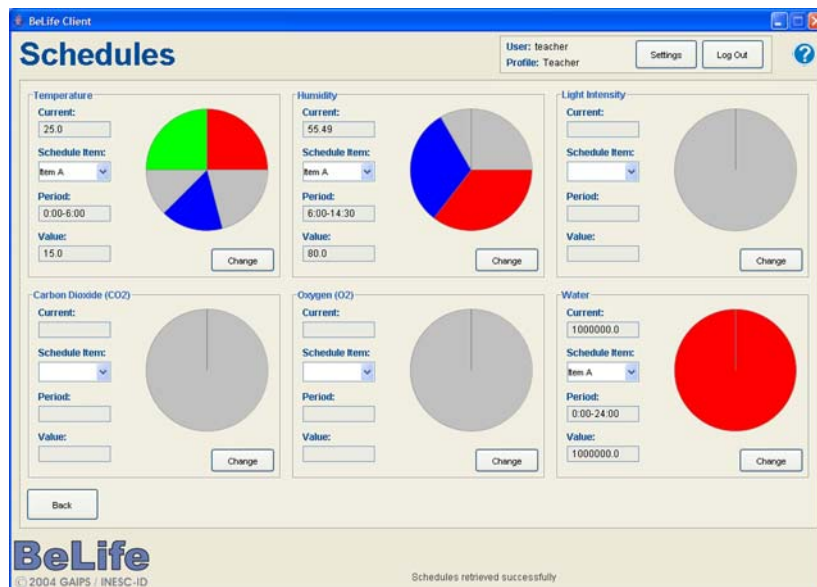 BeLife Client
Schedules
User: teacher
Profile: Teacher
Settings
Log Out
?
Temperature
Current:
25.0
Schedule Item:
Item A
Period:
0:00-6:00
Value:
15.0
Change
Humidity
Current:
55.49
Schedule Item:
Item A
Period:
6:00-14:30
Value:
80.0
Change
Light Intensity
Current:
Schedule Item:
Period:
Value:
Change
Carbon Dioxide (CO2)
Current:
Schedule Item:
Period:
Value:
Change
Oxygen (O2)
Current:
Schedule Item:
Period:
Value:
Change
Water
Current:
1000000.0
Schedule Item:
Item A
Period:
0:00-24:00
Value:
1000000.0
Change
Back
BeLife
© 2004 GAIPS / INESC-ID
Schedules retrieved successfully